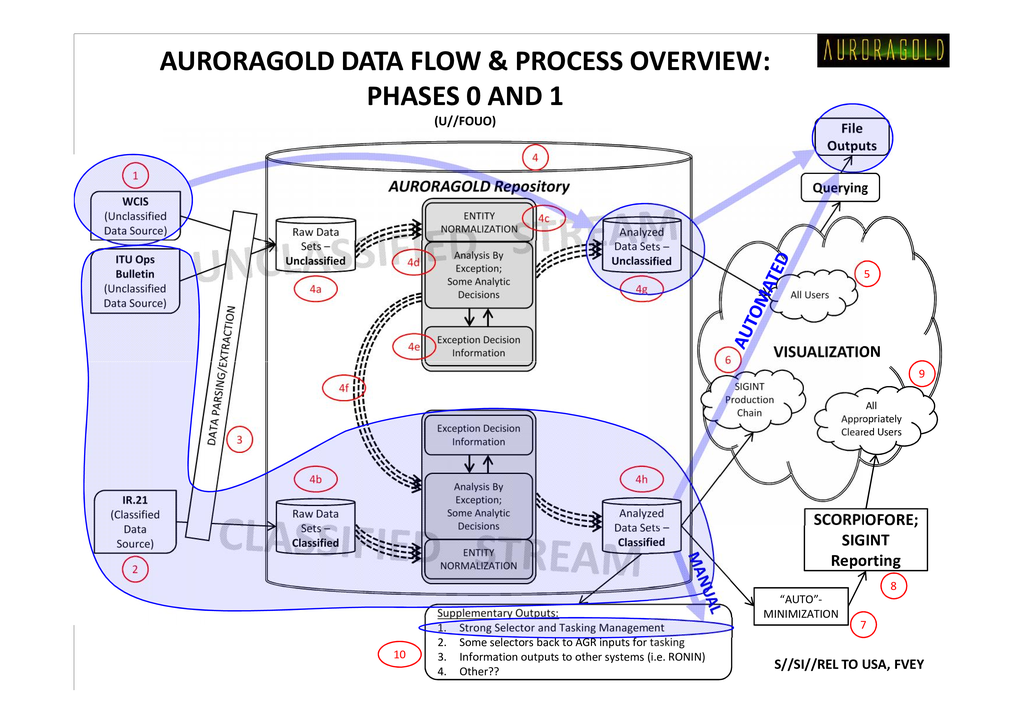 AURORAGOLD
AURORAGOLD DATA FLOW & PROCESS OVERVIEW:
PHASES 0 AND 1
(U//FOUO)
File
Outputs
Querying
1
WCIS
(Unclassified
Data Source)
ITU Ops
Bulletin
(Unclassified
Data Source)
DATA PARSING/EXTRACTION
3
IR.21
(Classified
Data
Source)
2
4
AURORAGOLD Repository
UNCLASSIFIED STREAM
Raw Data
Sets –
Unclassified
4a
ENTITY
NORMALIZATION
4c
4d
Analysis By
Exception;
Some Analytic
Decisions
4e
Exception Decision
Information
Analyzed
Data Sets –
Unclassified
4g
4f
CLASSIFIED STREAM
4b
Raw Data
Sets –
Classified
Exception Decision
Information
Analysis By
Exception;
Some Analytic
Decisions
ENTITY
NORMALIZATION
4h
Analyzed
Data Sets –
Classified
AUTOMATED
MANUAL
5
All Users
VISUALIZATION
6
SIGINT
Production
Chain
9
All
Appropriately
Cleared Users
SCORPIOFORE;
SIGINT
Reporting
8
“AUTO”-
MINIMIZATION
7
10
Supplementary Outputs:
1. Strong Selector and Tasking Management
2. Some selectors back to AGR inputs for tasking
3. Information outputs to other systems (i.e. RONIN)
4. Other??
S//SI//REL TO USA, FVEY